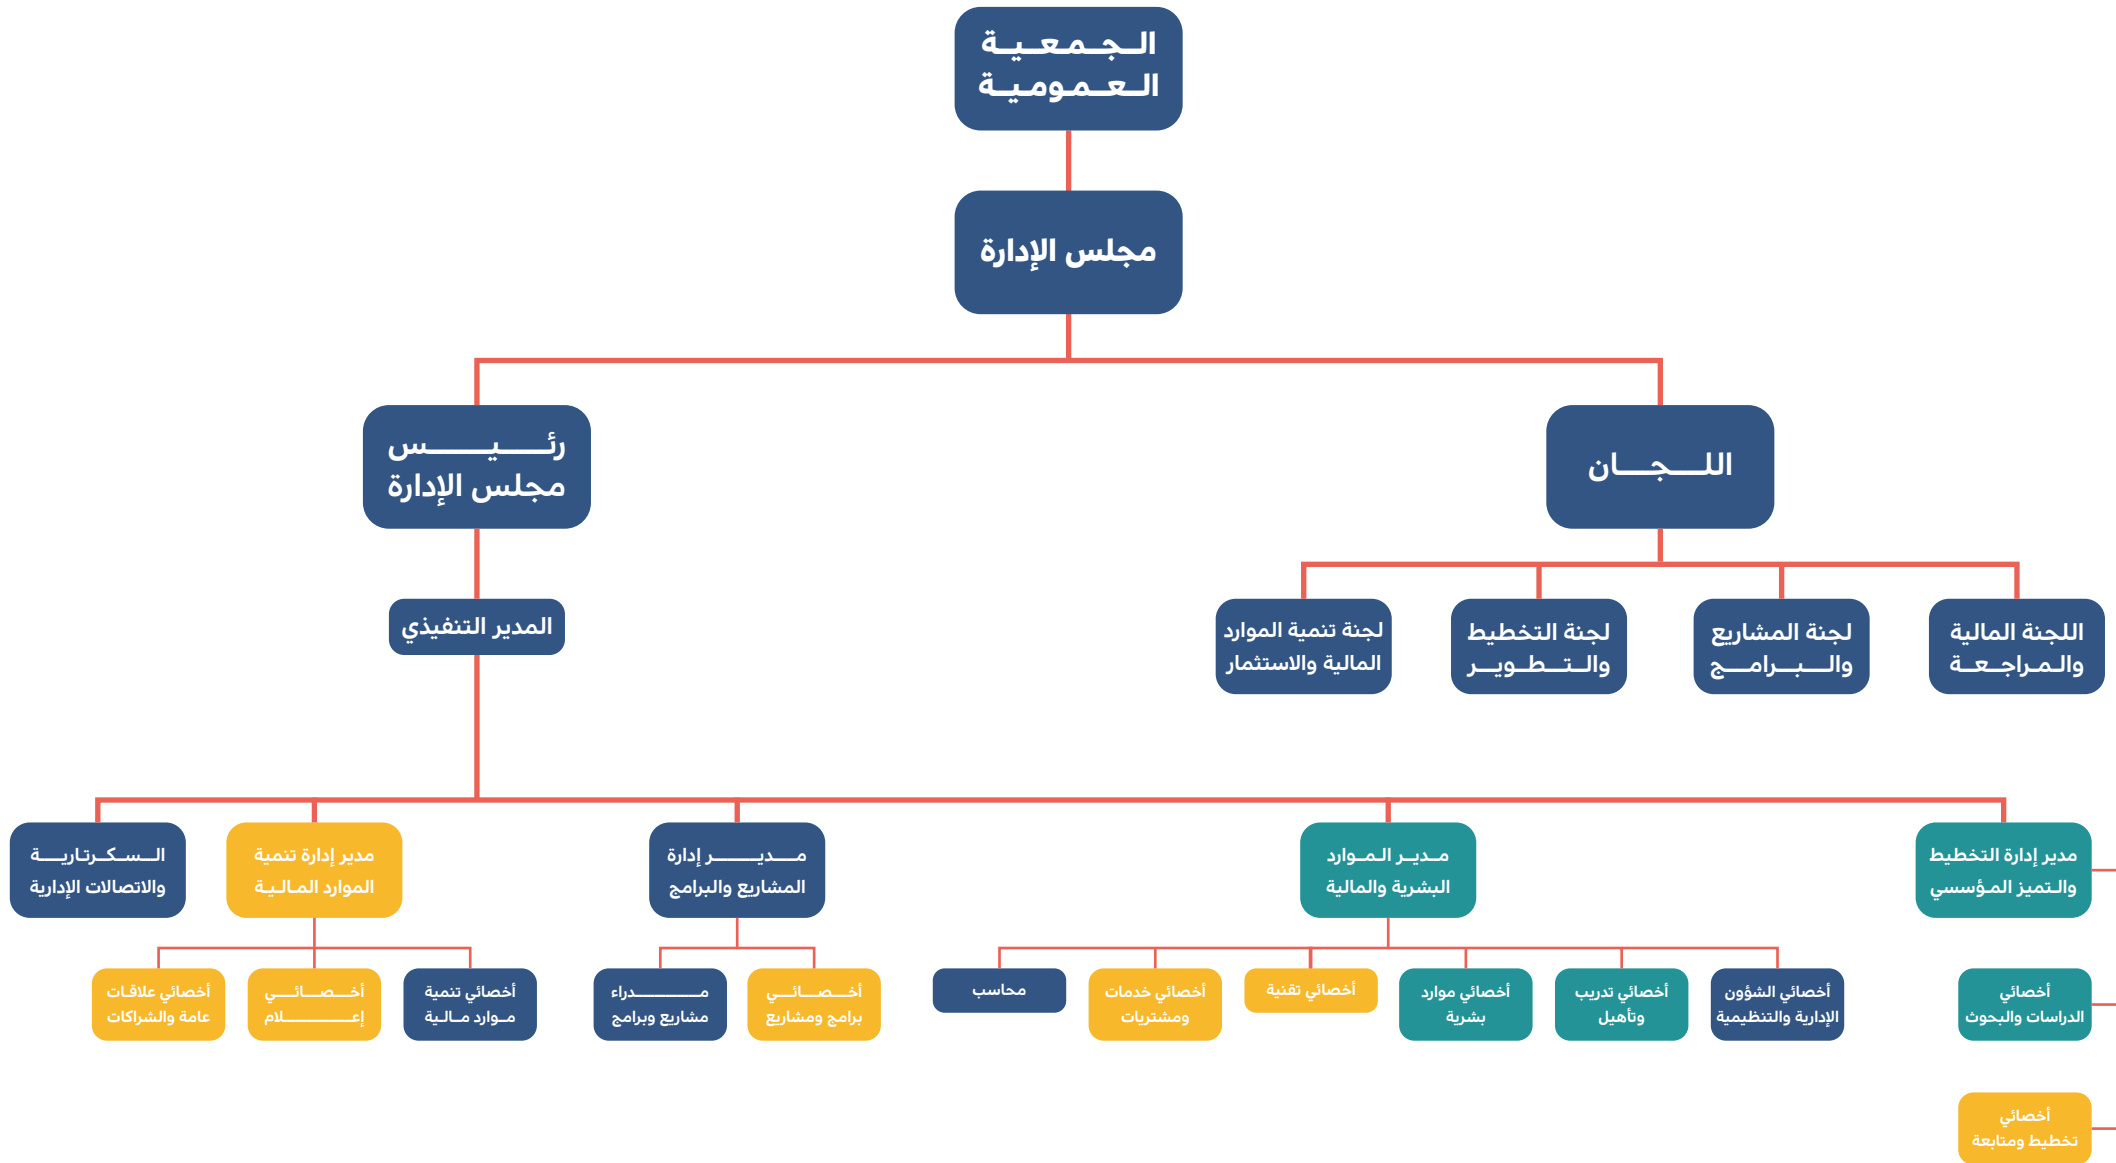 الجمعية
العمومية
مجلس الإدارة
اللجان
رئيس
مجلس الإدارة
اللجنة المالية
والمراجعة
لجنة المشاريع
والبرامج
لجنة التخطيط
والتطوير
لجنة تنمية الموارد
المالية والاستثمار
المدير التنفيذي
مدير إدارة التخطيط
والتميز المؤسسي
مدير الموارد
البشرية والمالية
مدير إدارة
المشاريع والبرامج
مدير إدارة تنمية
الموارد المالية
السكرتارية
والاتصالات الإدارية
أخصائي
الدراسات والبحوث
أخصائي الشؤون
الإدارية والتنظيمية
أخصائي تدريب
وتأهيل
أخصائي موارد
بشرية
أخصائي تقنية
أخصائي خدمات
ومشتريات
محاسب
أخصائي
برامج ومشاريع
مدراء
مشاريع وبرامج
أخصائي تنمية
موارد مالية
أخصائي
إعلام
أخصائي علاقات
عامة والشراكات
أخصائي
تخطيط ومتابعة